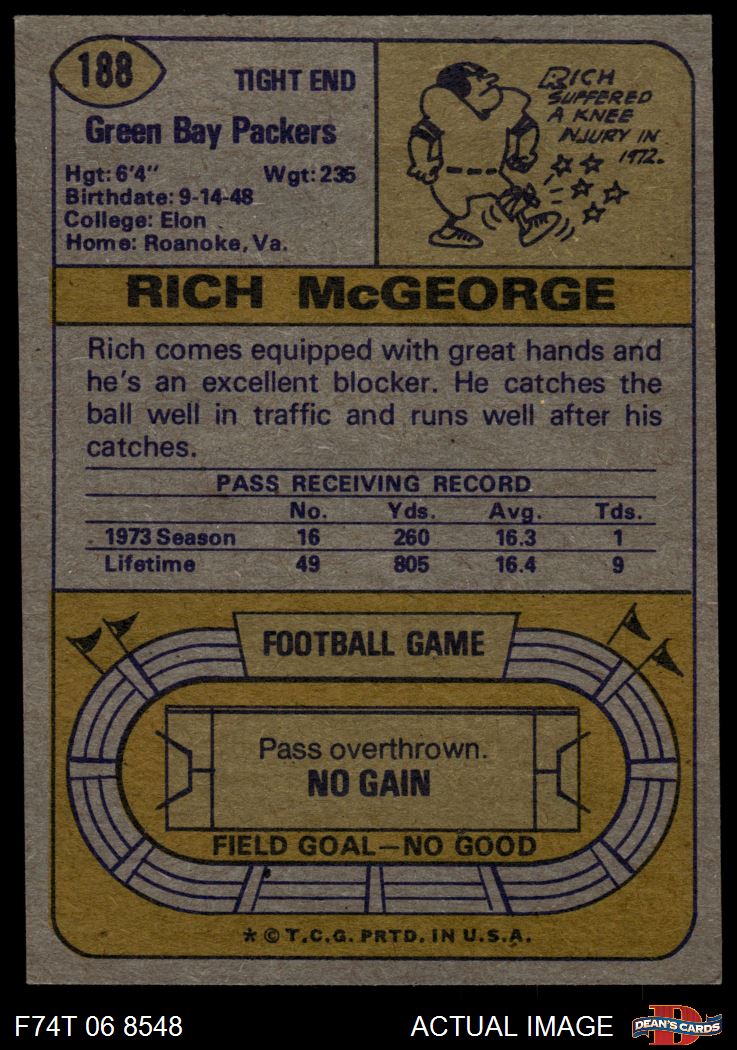 188
TIGHT END
Green Bay Packers
Hgt: 6'4" Wgt: 235
Birthdate: 9-14-48
College: Elon
Home: Roanoke, Va.
RICH
SUFFERED
A KNEE
INJURY IN
1972.
RICH McGEORGE
Rich comes equipped with great hands and
he's an excellent blocker. He catches the
ball well in traffic and runs well after his
catches.
PASS RECEIVING RECORD
No. Yds. Avg. Tds.
1973 Season 16 260 16.3 1
Lifetime 49 805 16.4 9
FOOTBALL GAME
Pass overthrown.
NO GAIN
FIELD GOAL—NO GOOD
* © T.C.G. PRTD. IN U.S.A.
F74T 06 8548 ACTUAL IMAGE
D
DEAN'S CARDS